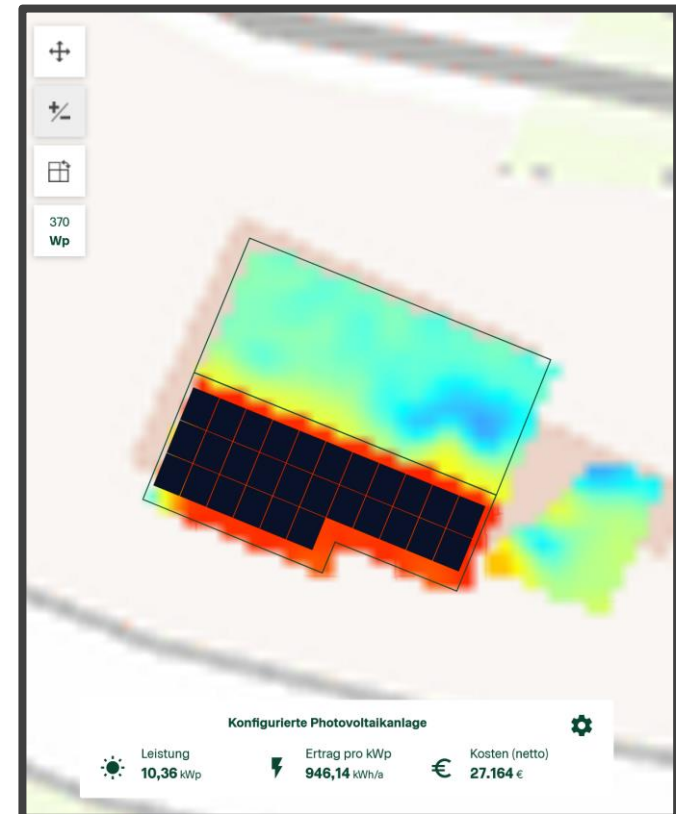 370
Wp
Konfigurierte Photovoltaikanlage
Leistung
10,36 kWp
Ertrag pro kWp
946,14 kWh/a
Kosten (netto)
27.164 €